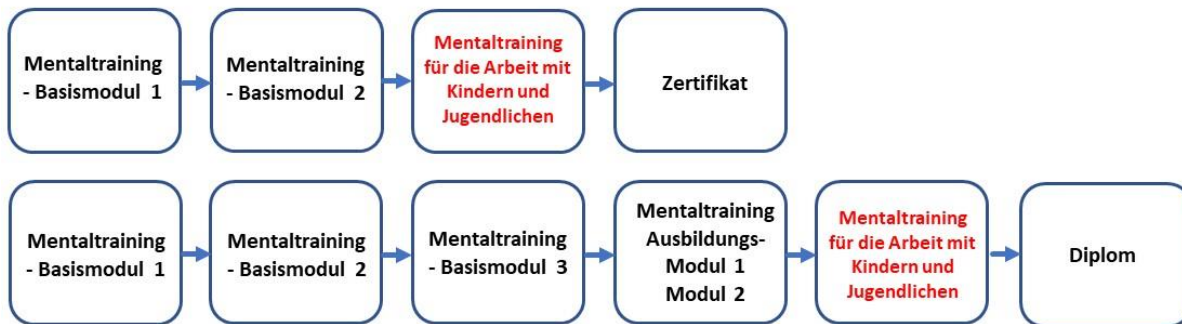 Mentaltraining
- Basismodul 1
Mentaltraining
- Basismodul 2
Mentaltraining
für die Arbeit mit
Kindern und
Jugendlichen
Zertifikat
Mentaltraining
- Basismodul 1
Mentaltraining
- Basismodul 2
Mentaltraining
- Basismodul 3
Mentaltraining
Ausbildungs-
Modul 1
Modul 2
Mentaltraining
für die Arbeit mit
Kindern und
Jugendlichen
Diplom